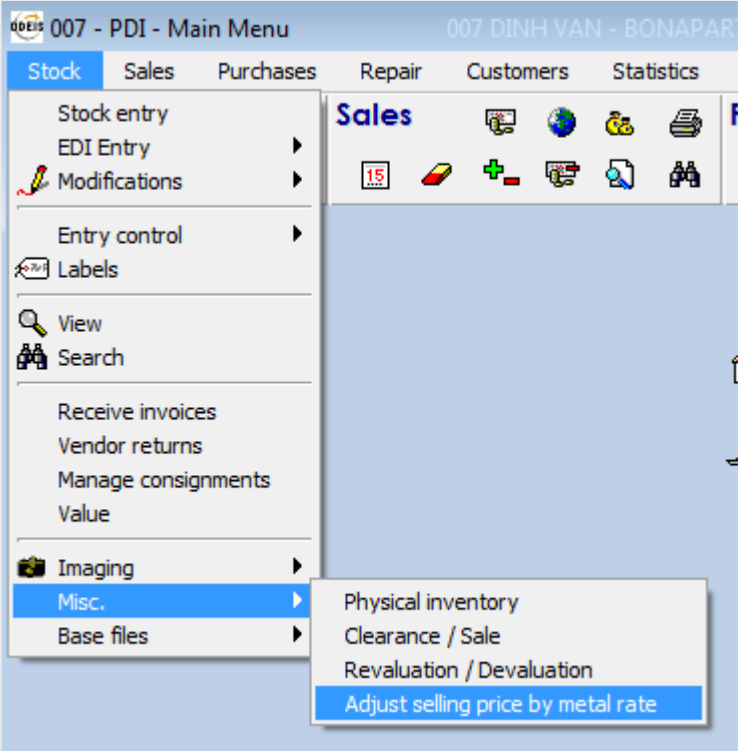 ODEIS 007 - PDI - Main Menu 007 DINH VAN - BONAPAR
Stock Sales Purchases Repair Customers Statistics
Stock entry
EDI Entry
Modifications
Entry control
Labels
View
Search
Receive invoices
Vendor returns
Manage consignments
Value
Imaging
Misc.
Base files
Sales
15
Physical inventory
Clearance / Sale
Revaluation / Devaluation
Adjust selling price by metal rate